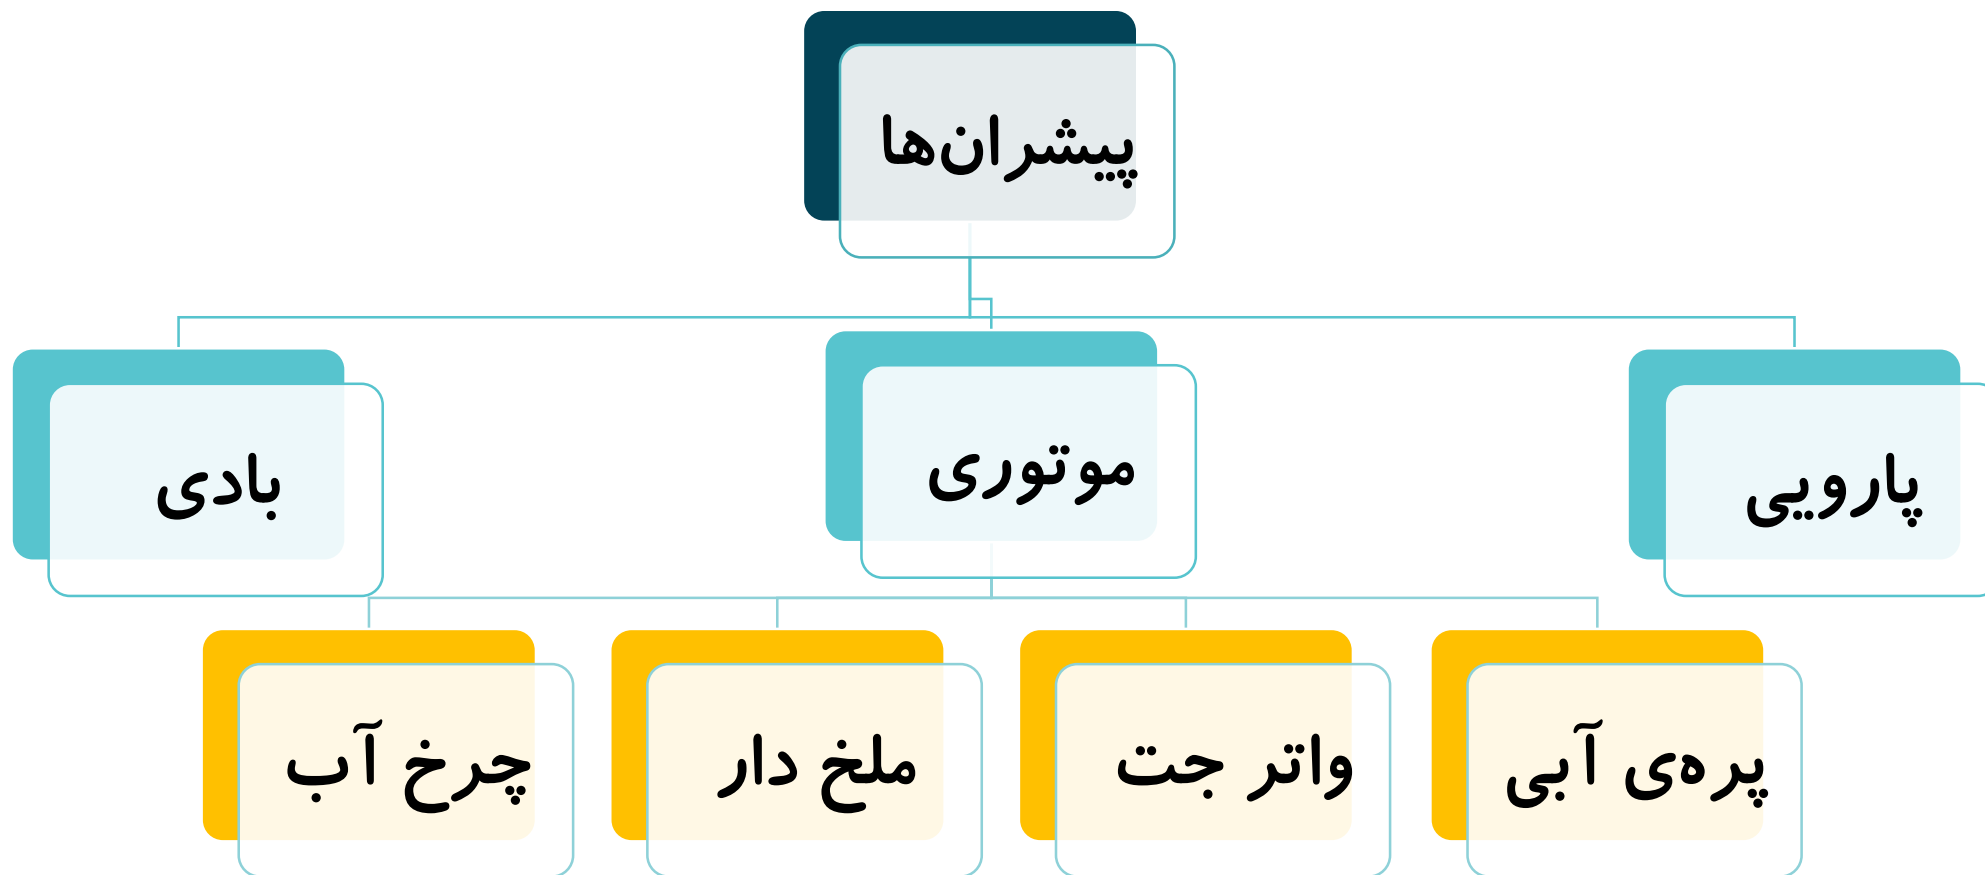 پیشران‌ها
پارویی
موتوری
بادی
پره‌ی آبی
واتر جت
ملخ دار
چرخ آب